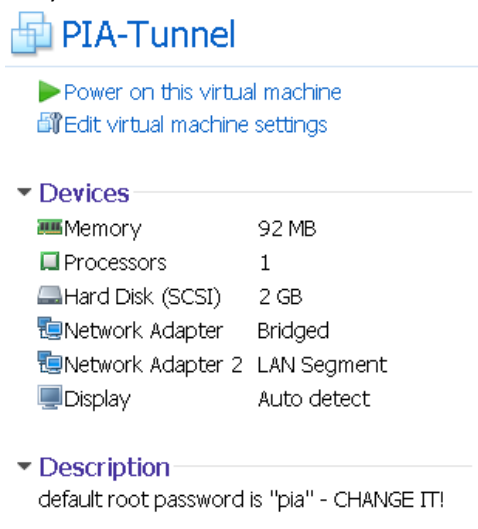 PIA-Tunnel
Power on this virtual machine
Edit virtual machine settings
Devices
Memory 92 MB
Processors 1
Hard Disk (SCSI) 2 GB
Network Adapter Bridged
Network Adapter 2 LAN Segment
Display Auto detect
Description
default root password is "pia" - CHANGE IT!